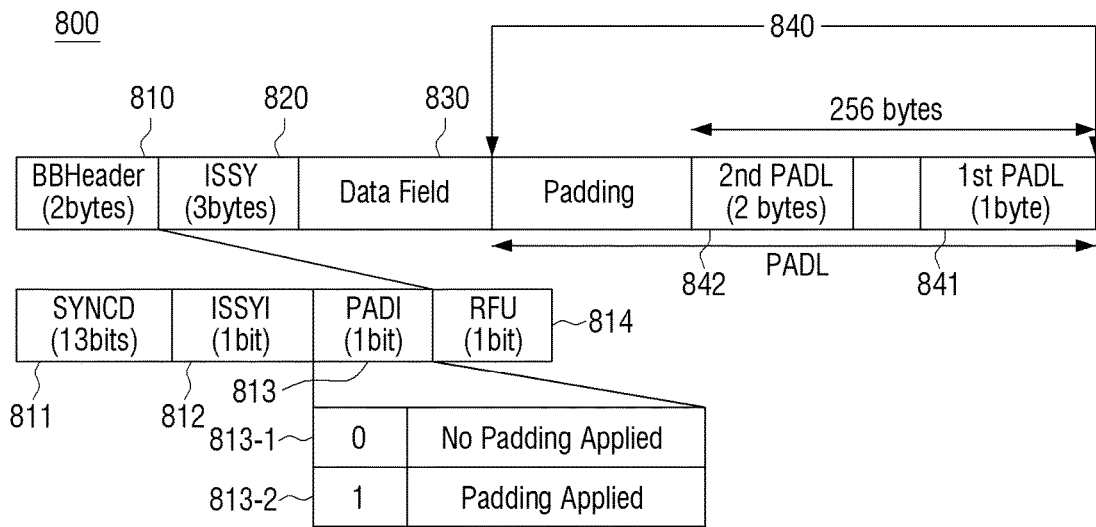 800
840
810
820
830
256 bytes
BBHeader
(2bytes)
ISSY
(3bytes)
Data Field
Padding
2nd PADL
(2 bytes)
1st PADL
(1byte)
PADL
842
841
SYNCD
(13bits)
ISSYI
(1bit)
PADI
(1bit)
RFU
(1bit)
814
811
812
813
813-1
0
No Padding Applied
813-2
1
Padding Applied